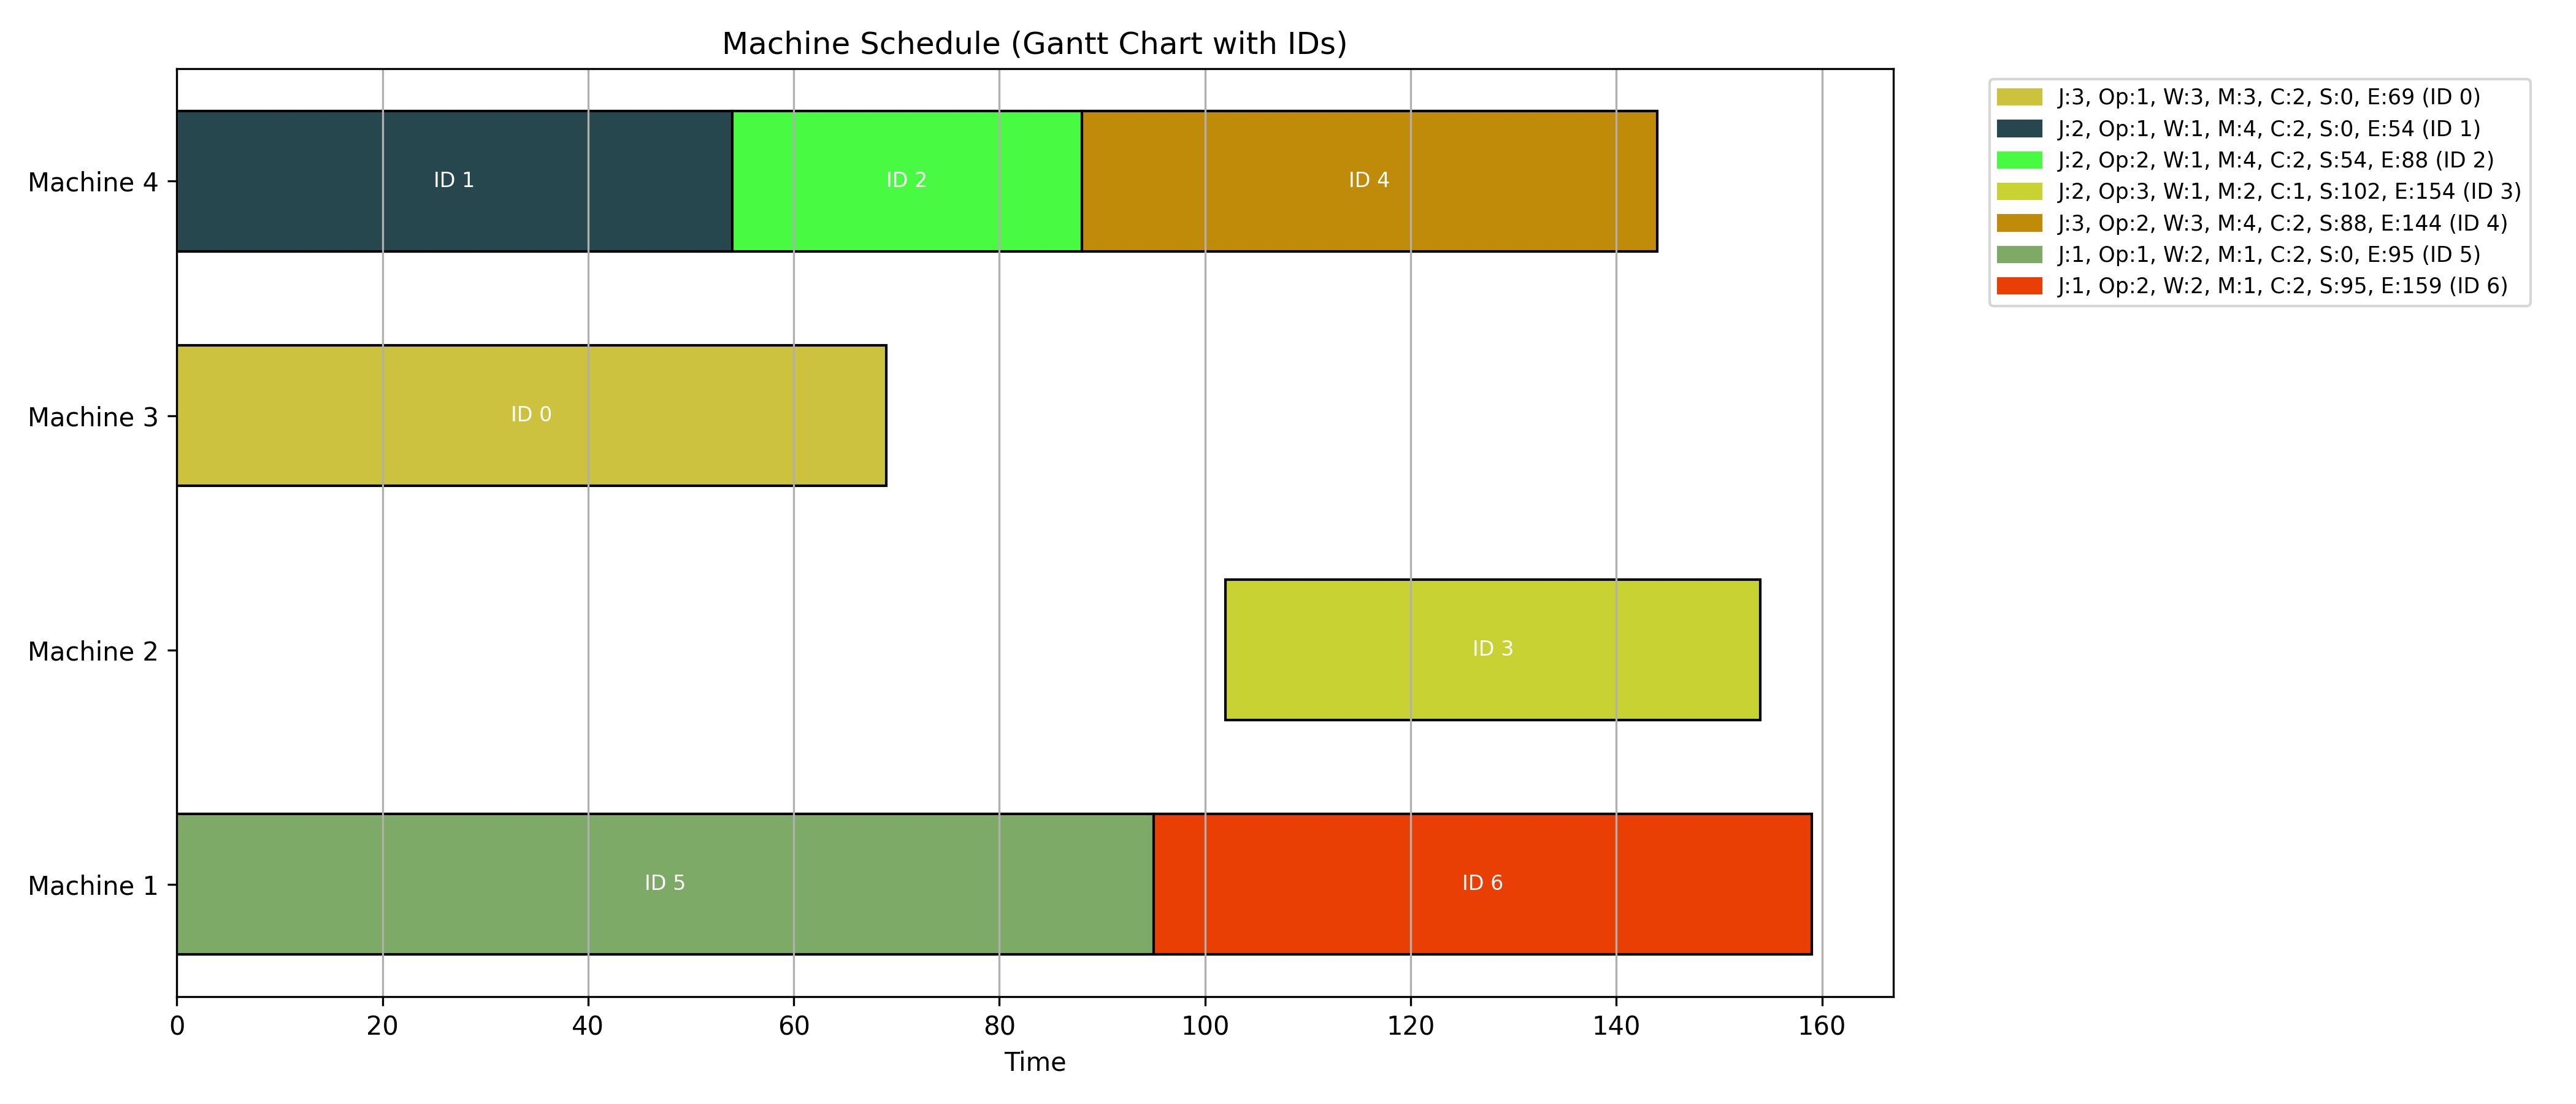 Machine Schedule (Gantt Chart with IDs)
J:3, Op:1, W:3, M:3, C:2, S:0, E:69 (ID 0)
J:2, Op:1, W:1, M:4, C:2, S:0, E:54 (ID 1)
J:2, Op:2, W:1, M:4, C:2, S:54, E:88 (ID 2)
J:2, Op:3, W:1, M:2, C:1, S:102, E:154 (ID 3)
J:3, Op:2, W:3, M:4, C:2, S:88, E:144 (ID 4)
J:1, Op:1, W:2, M:1, C:2, S:0, E:95 (ID 5)
J:1, Op:2, W:2, M:1, C:2, S:95, E:159 (ID 6)
Machine 4 ID 1 ID 2 ID 4
Machine 3 ID 0
Machine 2 ID 3
Machine 1 ID 5 ID 6
0 20 40 60 80 100 120 140 160
Time